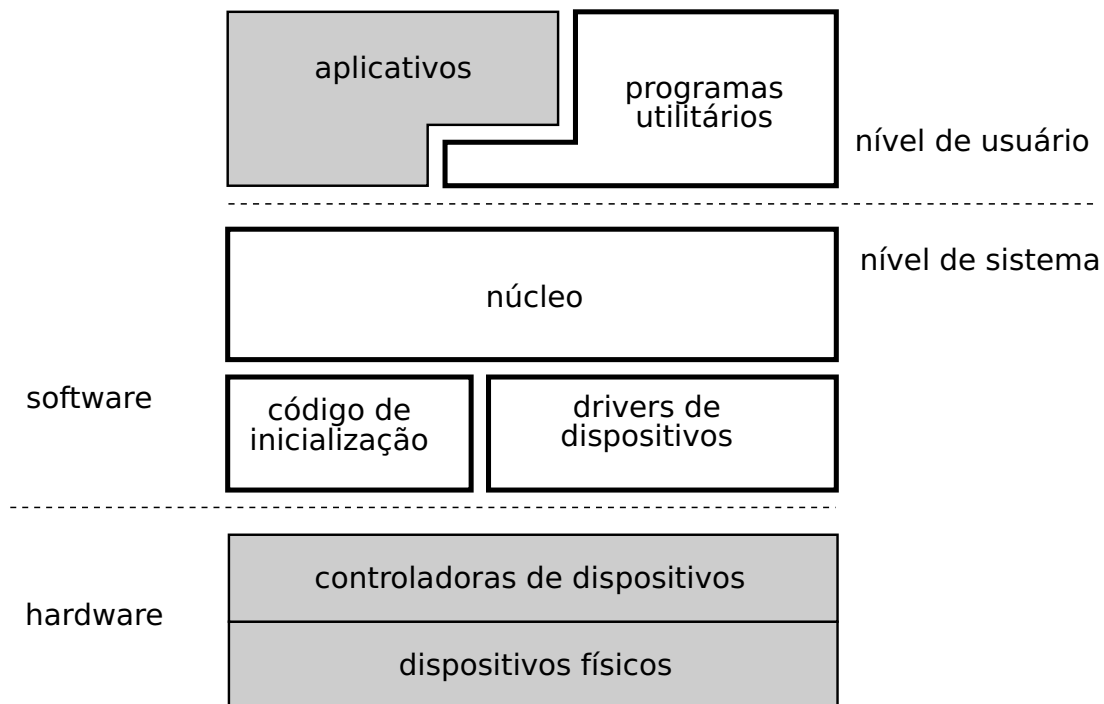 aplicativos
programas
utilitários
nível de usuário
nível de sistema
núcleo
software
código de
inicialização
drivers de
dispositivos
controladoras de dispositivos
hardware
dispositivos físicos